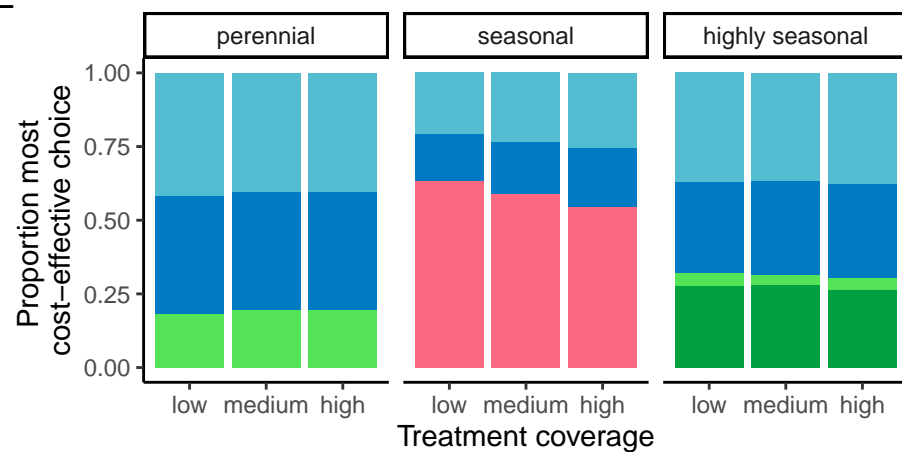 perennial seasonal highly seasonal
1.00
0.75
0.50
0.25
0.00
Proportion most
cost−effective choice
low medium high low medium high low medium high
Treatment coverage